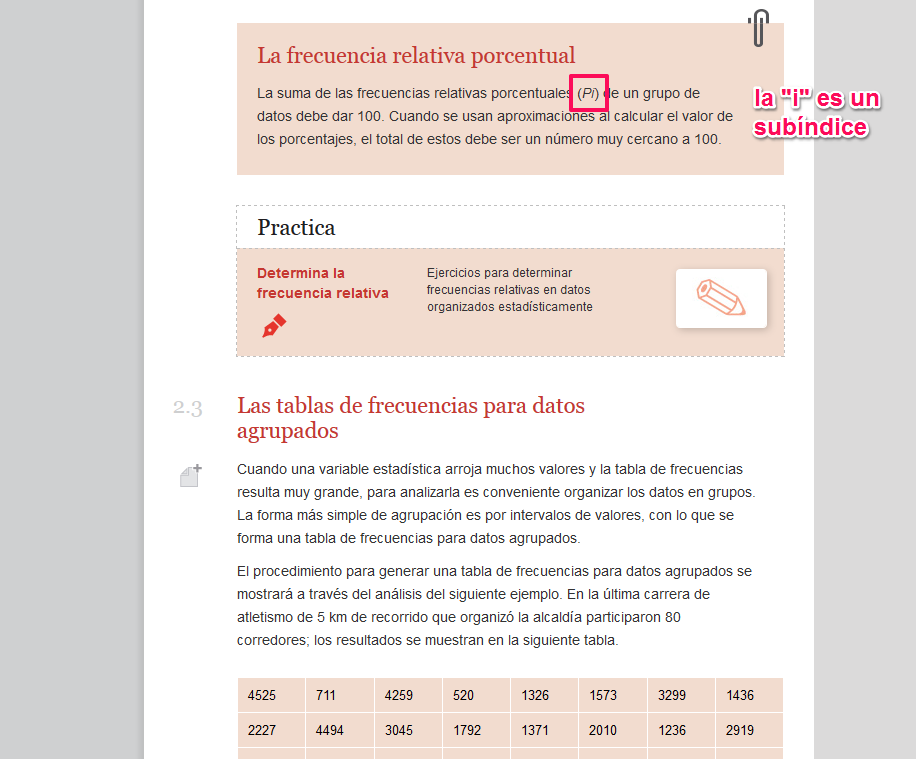 La frecuencia relativa porcentual
La suma de las frecuencias relativas porcentuales (Pi) de un grupo de
datos debe dar 100. Cuando se usan aproximaciones al calcular el valor de
los porcentajes, el total de estos debe ser un número muy cercano a 100.
la "i" es un
subíndice
Practica
Determina la
frecuencia relativa
Ejercicios para determinar
frecuencias relativas en datos
organizados estadísticamente
2.3
Las tablas de frecuencias para datos
agrupados
Cuando una variable estadística arroja muchos valores y la tabla de frecuencias
resulta muy grande, para analizarla es conveniente organizar los datos en grupos.
La forma más simple de agrupación es por intervalos de valores, con lo que se
forma una tabla de frecuencias para datos agrupados.
El procedimiento para generar una tabla de frecuencias para datos agrupados se
mostrará a través del análisis del siguiente ejemplo. En la última carrera de
atletismo de 5 km de recorrido que organizó la alcaldía participaron 80
corredores; los resultados se muestran en la siguiente tabla.
4525 711 4259 520 1326 1573 3299 1436
2227 4494 3045 1792 1371 2010 1236 2919